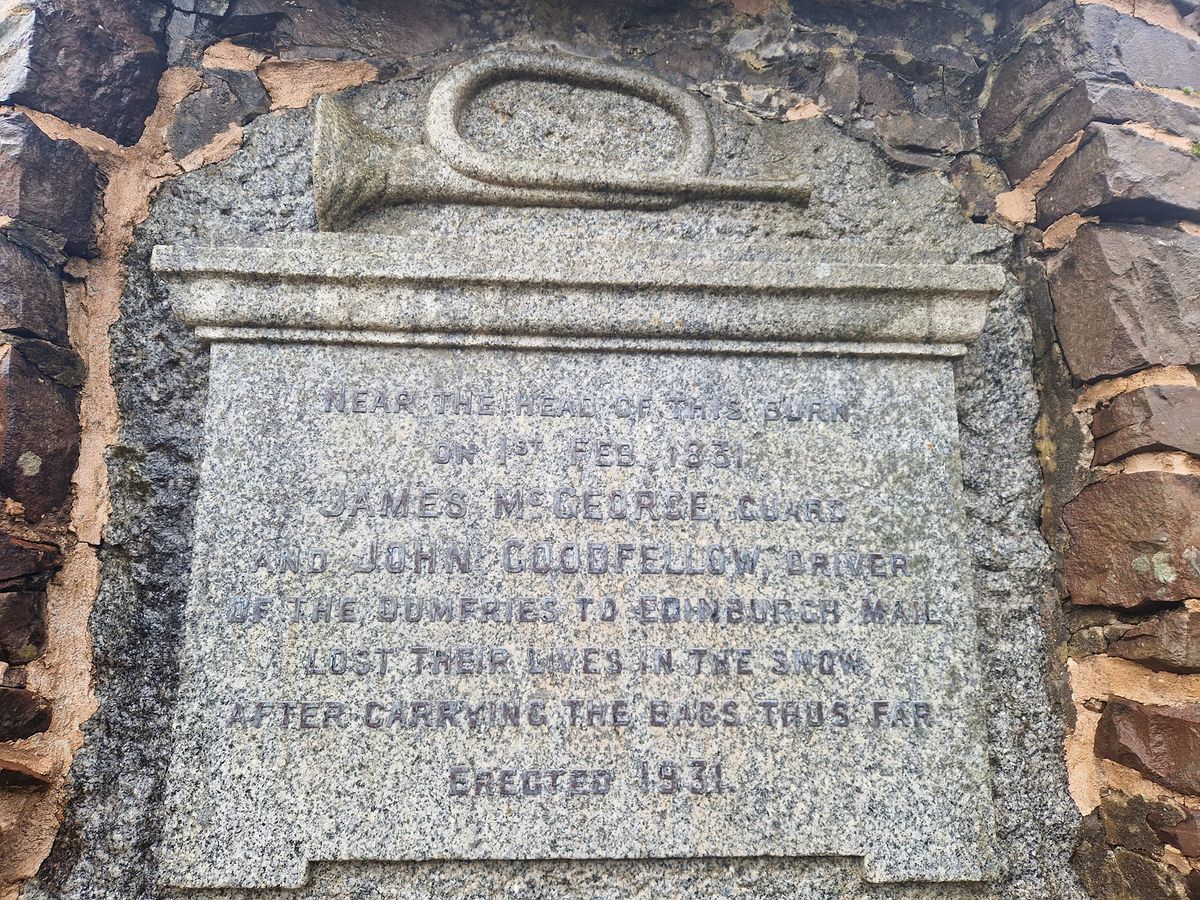 NEAR THE HEAD OF THIS BURN
ON 1ST FEB. 1831,
JAMES McGEORGE, GUARD
AND JOHN GOODFELLOW, DRIVER
OF THE DUMFRIES TO EDINBURGH MAIL
LOST THEIR LIVES IN THE SNOW,
AFTER CARRYING THE BAGS THUS FAR
ERECTED 1931.